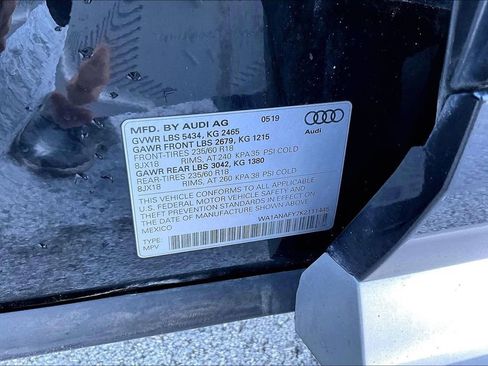 MFD. BY AUDI AG 0519
GVWR LBS 5434, KG 2465
GAWR FRONT LBS 2679, KG 1215
FRONT-TIRES 235/60 R18
8JX18 RIMS, AT 240 KPA 35 PSI COLD
GAWR REAR LBS 3042, KG 1380
REAR-TIRES 235/60 R18
8JX18 RIMS, AT 260 KPA 38 PSI COLD
THIS VEHICLE CONFORMS TO ALL APPLICABLE
U.S. FEDERAL MOTOR VEHICLE SAFETY AND
THEFT PREVENTION STANDARDS IN EFFECT ON
THE DATE OF MANUFACTURE SHOWN ABOVE.
MEXICO
WA1ANAFY7K2111445
TYPE:
MPV
Audi